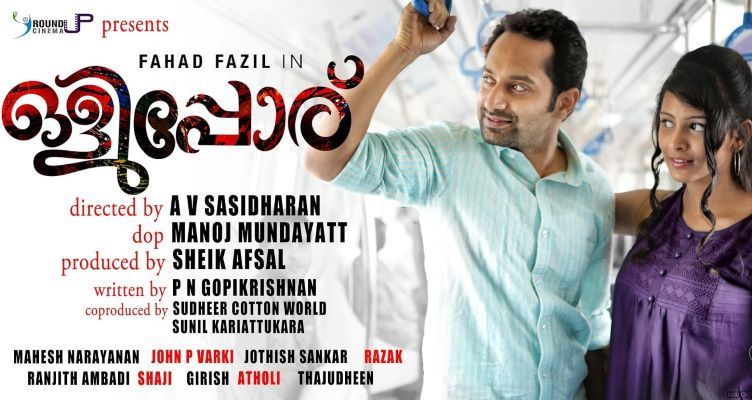 ROUNDUP CINEMA presents
FAHAD FAZIL IN
ഒളിപ്പോര്
directed by A V SASIDHARAN
dop MANOJ MUNDAYATT
produced by SHEIK AFSAL
written by P N GOPIKRISHNAN
coproduced by SUDHEER COTTON WORLD
SUNIL KARIATTUKARA
MAHESH NARAYANAN JOHN P VARKI JOTHISH SANKAR RAZAK
RANJITH AMBADI SHAJI GIRISH ATHOLI THAJUDHEEN